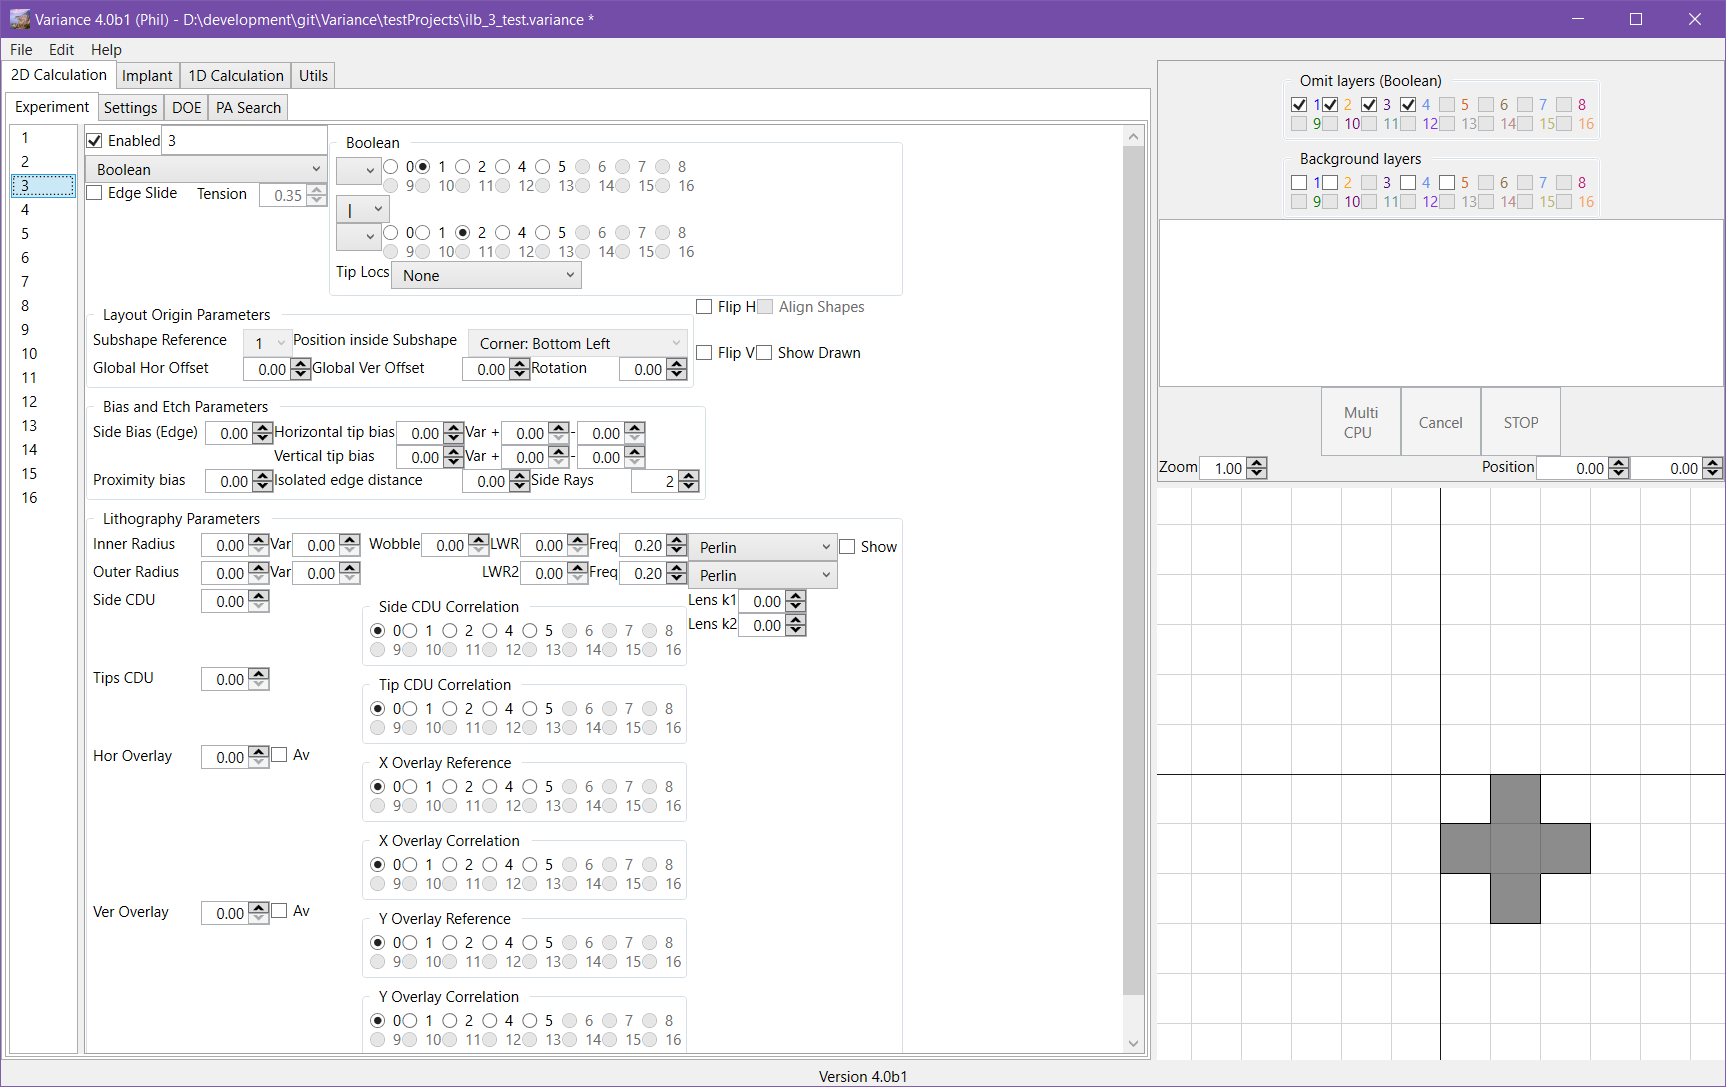 Variance 4.0b1 (Phil) - D:\development\git\Variance\testProjects\ilb_3_test.variance *
File Edit Help
2D Calculation Implant 1D Calculation Utils
Experiment Settings DOE PA Search
1
2
3
4
5
6
7
8
9
10
11
12
13
14
15
16
Enabled 3
Boolean
Edge Slide Tension 0.35
Boolean
0 1 2 4 5 6 7 8
9 10 11 12 13 14 15 16
|
0 1 2 4 5 6 7 8
9 10 11 12 13 14 15 16
Tip Locs None
Layout Origin Parameters
Subshape Reference 1 Position inside Subshape Corner: Bottom Left
Global Hor Offset 0.00 Global Ver Offset 0.00 Rotation 0.00
Flip H Align Shapes
Flip V Show Drawn
Bias and Etch Parameters
Side Bias (Edge) 0.00 Horizontal tip bias 0.00 Var + 0.00 - 0.00
Vertical tip bias 0.00 Var + 0.00 - 0.00
Proximity bias 0.00 Isolated edge distance 0.00 Side Rays 2
Lithography Parameters
Inner Radius 0.00 Var 0.00 Wobble 0.00 LWR 0.00 Freq 0.20 Perlin Show
Outer Radius 0.00 Var 0.00 LWR2 0.00 Freq 0.20 Perlin
Side CDU 0.00
Lens k1 0.00
Lens k2 0.00
Side CDU Correlation
0 1 2 4 5 6 7 8
9 10 11 12 13 14 15 16
Tips CDU 0.00
Tip CDU Correlation
0 1 2 4 5 6 7 8
9 10 11 12 13 14 15 16
Hor Overlay 0.00 Av
X Overlay Reference
0 1 2 4 5 6 7 8
9 10 11 12 13 14 15 16
X Overlay Correlation
0 1 2 4 5 6 7 8
9 10 11 12 13 14 15 16
Ver Overlay 0.00 Av
Y Overlay Reference
0 1 2 4 5 6 7 8
9 10 11 12 13 14 15 16
Y Overlay Correlation
0 1 2 4 5 6 7 8
9 10 11 12 13 14 15 16
Omit layers (Boolean)
1 2 3 4 5 6 7 8
9 10 11 12 13 14 15 16
Background layers
1 2 3 4 5 6 7 8
9 10 11 12 13 14 15 16
Multi
CPU
Cancel
STOP
Zoom 1.00 Position 0.00 0.00
Version 4.0b1